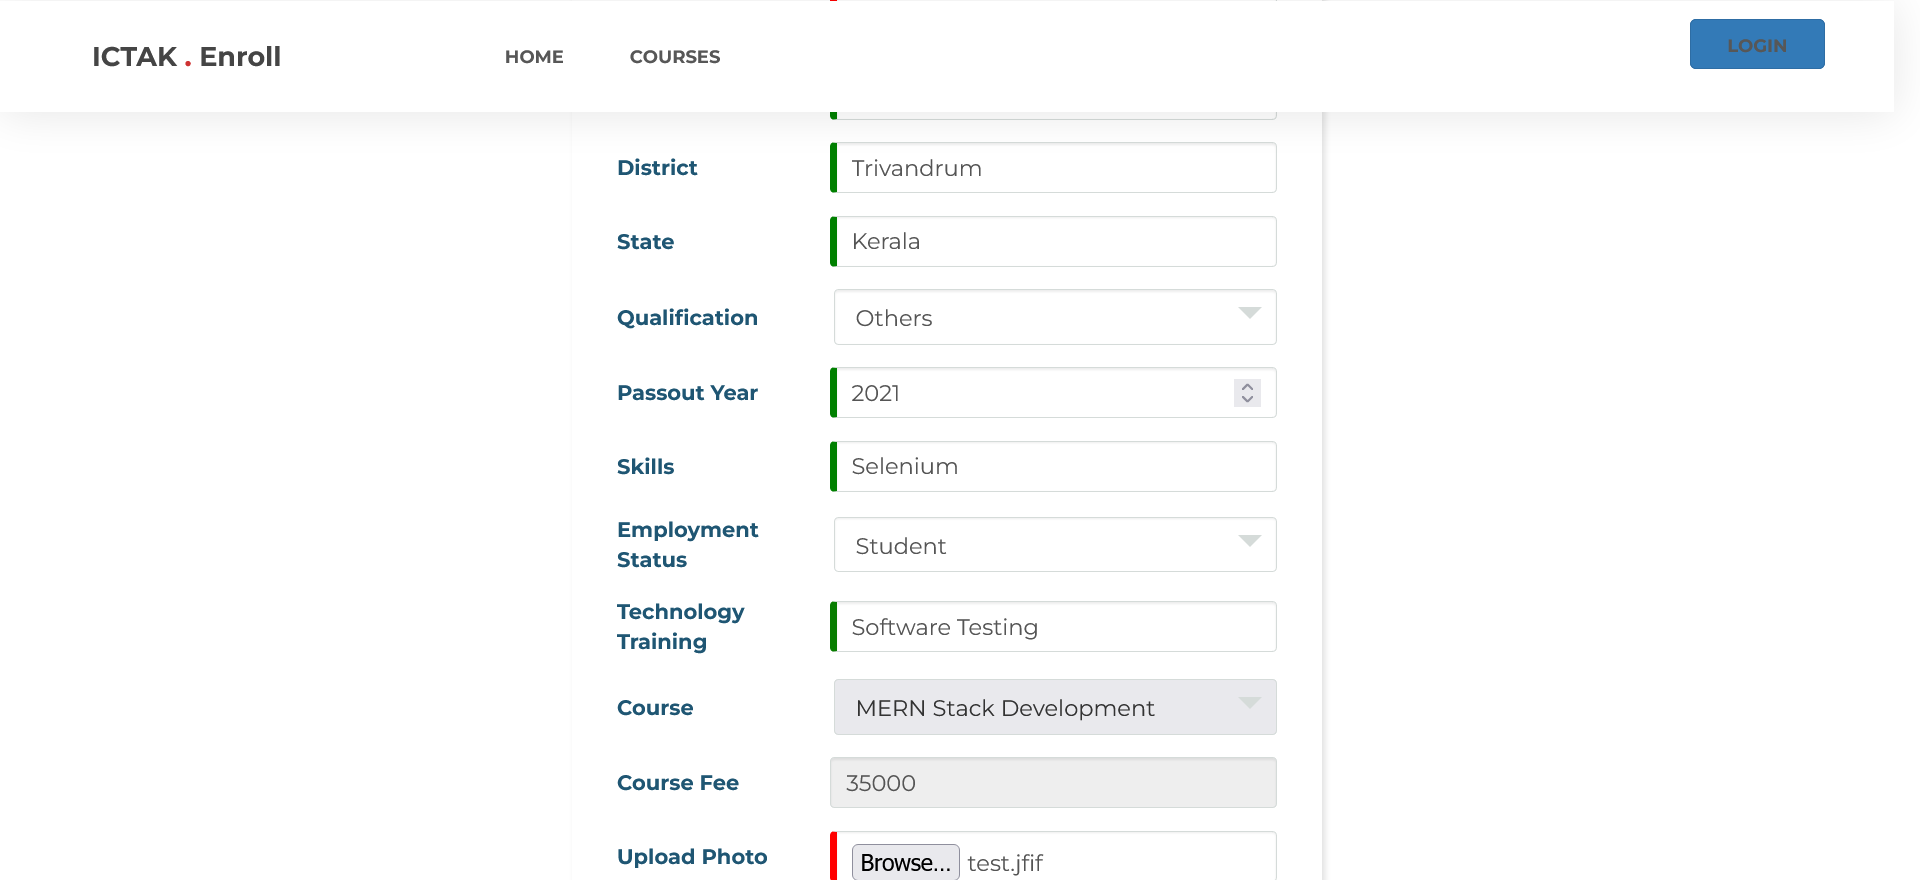 ICTAK . Enroll
HOME
COURSES
LOGIN
District
Trivandrum
State
Kerala
Qualification
Others
Passout Year
2021
Skills
Selenium
Employment
Status
Student
Technology
Training
Software Testing
Course
MERN Stack Development
Course Fee
35000
Upload Photo
Browse...
test.jfif